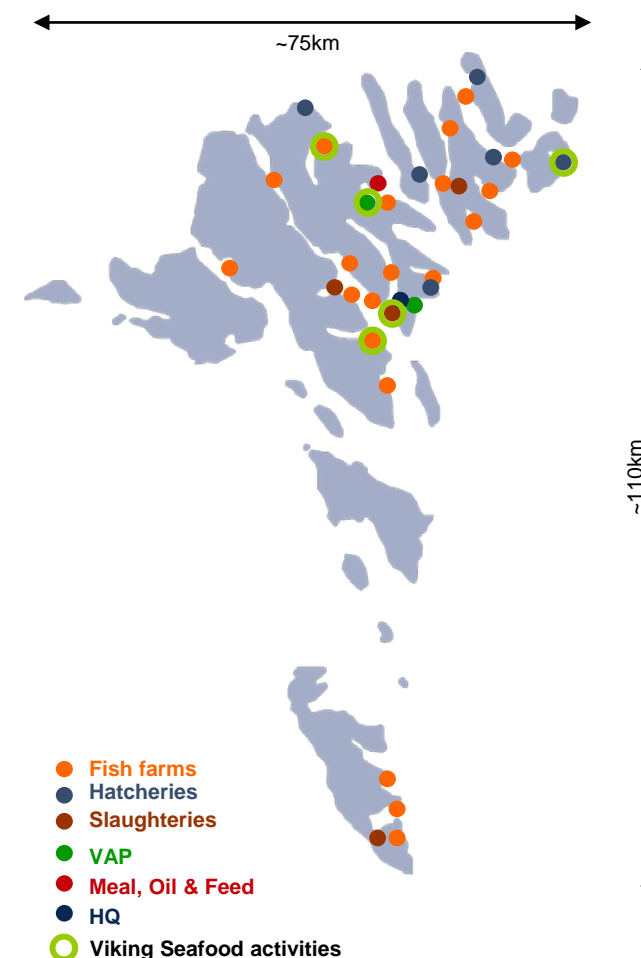 ~75km
~110km
Fish farms
Hatcheries
Slaughteries
VAP
Meal, Oil & Feed
HQ
Viking Seafood activities